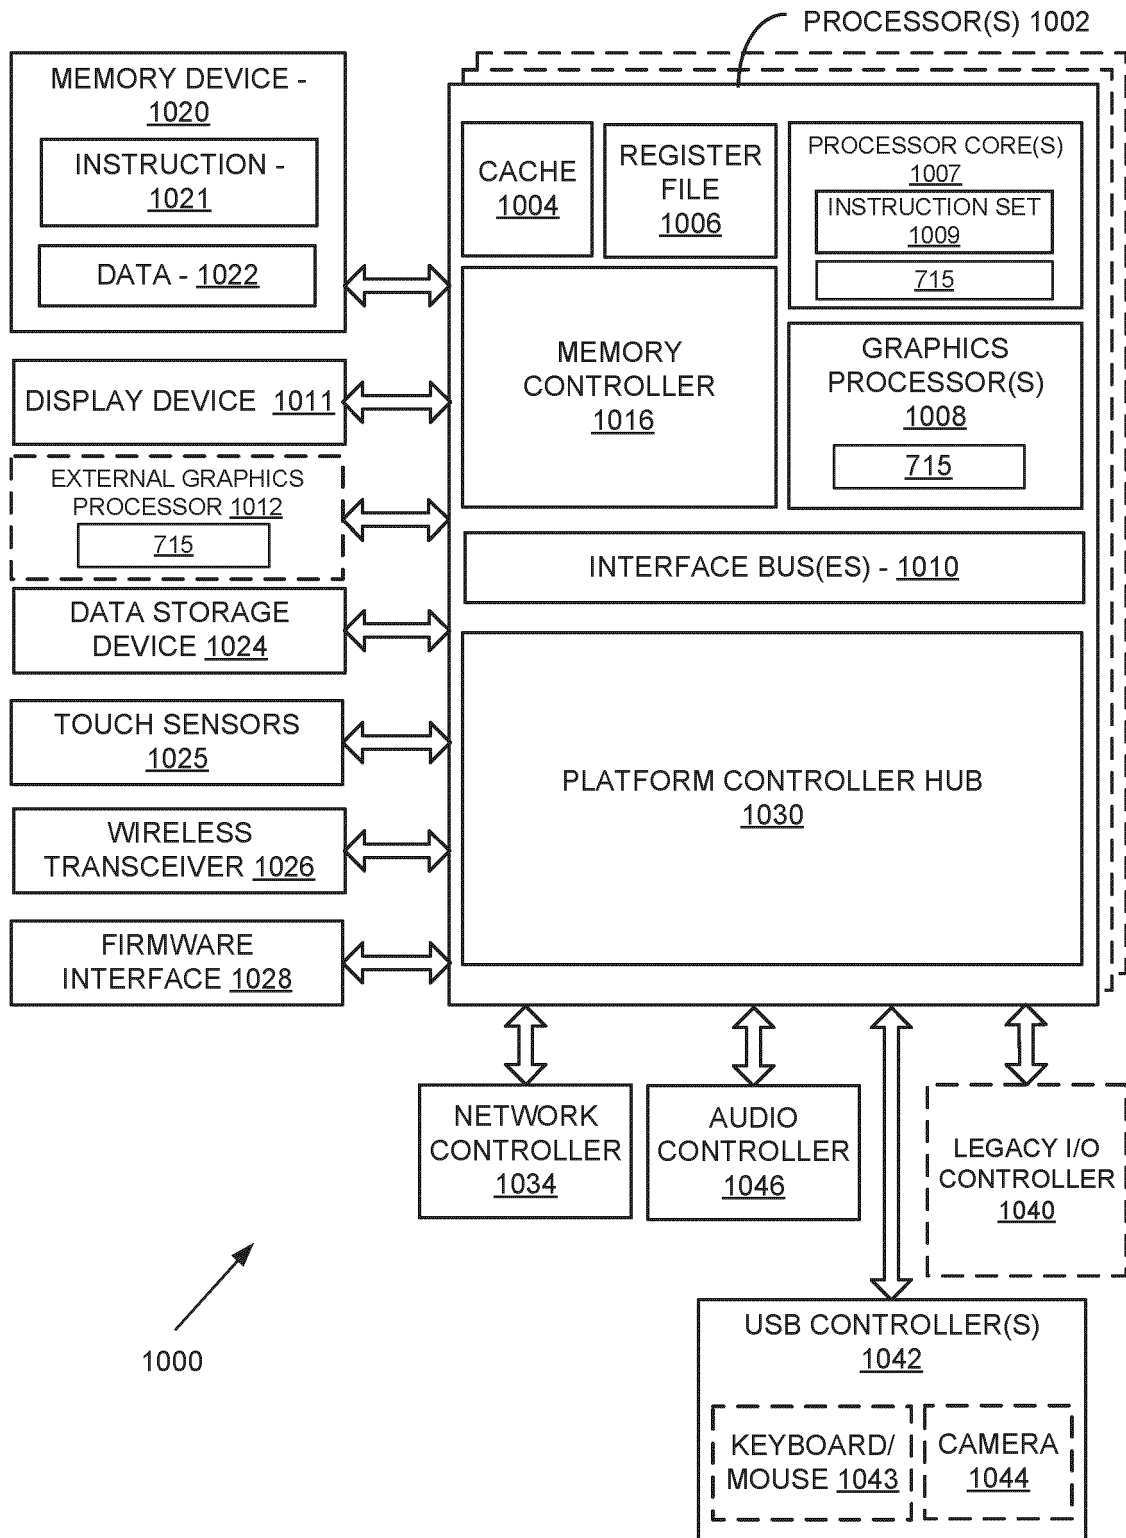 PROCESSOR(S) 1002
MEMORY DEVICE -
1020
INSTRUCTION -
1021
DATA - 1022
DISPLAY DEVICE 1011
EXTERNAL GRAPHICS
PROCESSOR 1012
715
DATA STORAGE
DEVICE 1024
TOUCH SENSORS
1025
WIRELESS
TRANSCEIVER 1026
FIRMWARE
INTERFACE 1028
CACHE
1004
REGISTER
FILE
1006
PROCESSOR CORE(S)
1007
INSTRUCTION SET
1009
715
MEMORY
CONTROLLER
1016
GRAPHICS
PROCESSOR(S)
1008
715
INTERFACE BUS(ES) - 1010
PLATFORM CONTROLLER HUB
1030
NETWORK
CONTROLLER
1034
AUDIO
CONTROLLER
1046
LEGACY I/O
CONTROLLER
1040
1000
USB CONTROLLER(S)
1042
KEYBOARD/
MOUSE 1043
CAMERA
1044